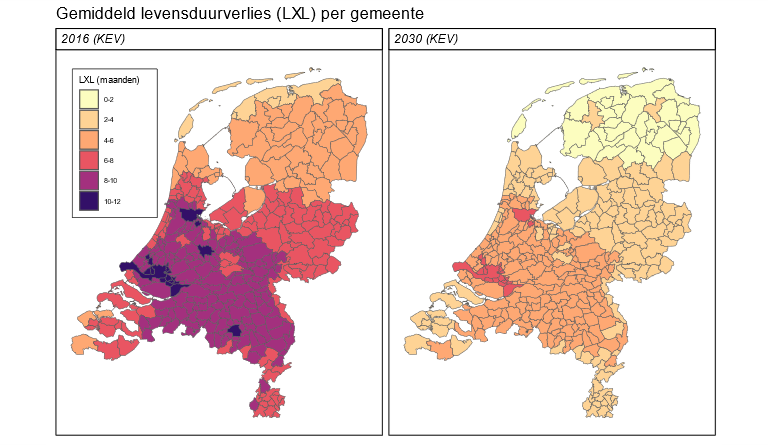 Gemiddeld levensduurverlies (LXL) per gemeente
2016 (KEV)
2030 (KEV)
LXL (maanden)
0-2
2-4
4-6
6-8
8-10
10-12